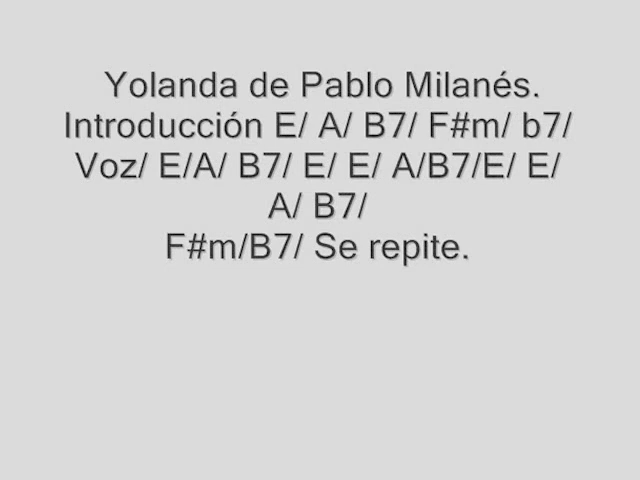 Yolanda de Pablo Milanés.
Introducción E/ A/ B7/ F#m/ b7/
Voz/ E/A/ B7/ E/ E/ A/B7/E/ E/
A/ B7/
F#m/B7/ Se repite.